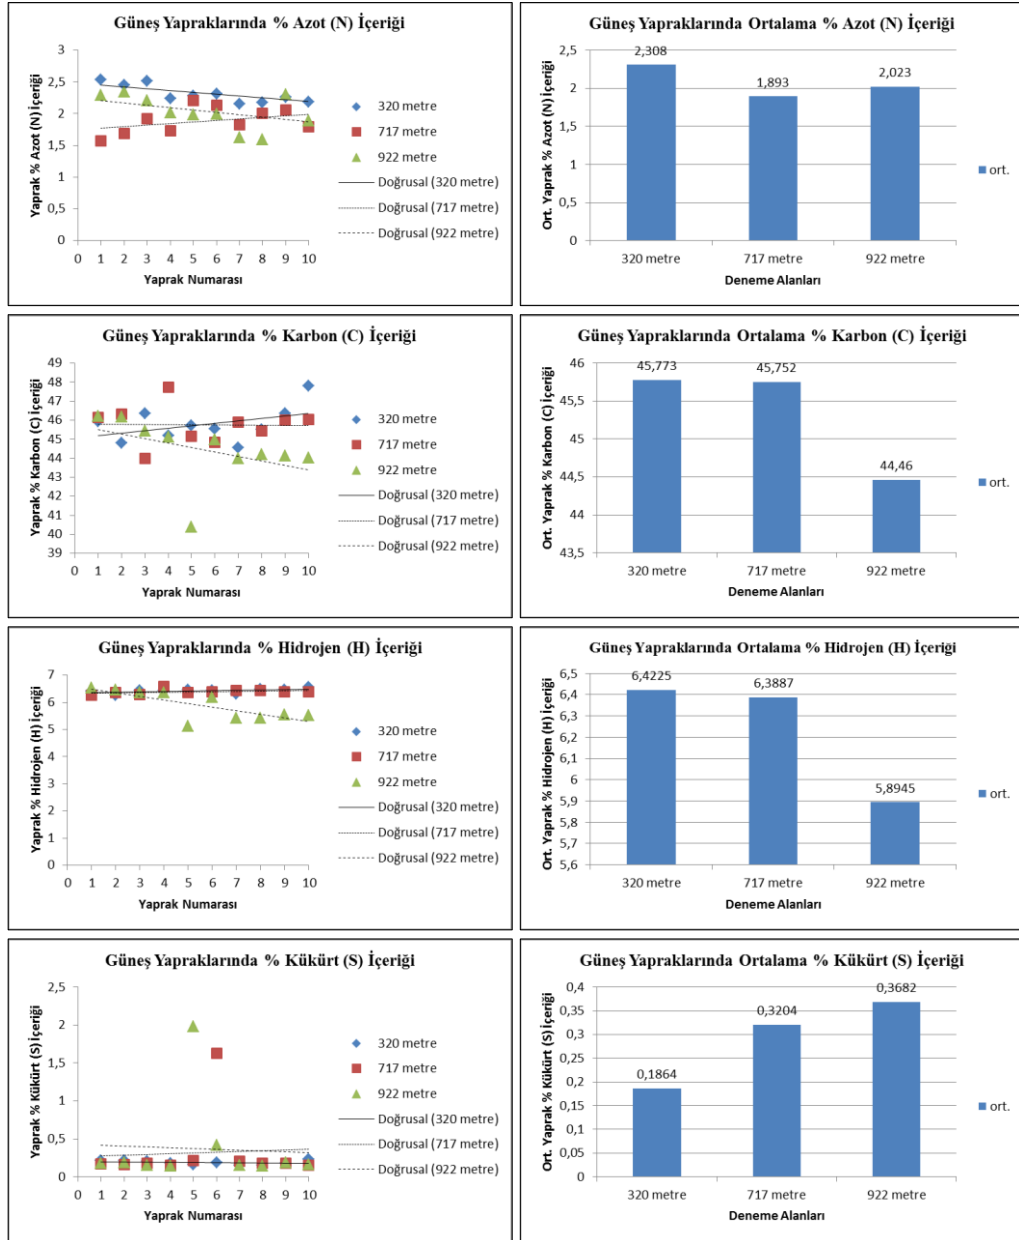 Güneş Yapraklarında % Azot (N) İçeriği
Yaprak % Azot (N) İçeriği
3
2,5
2
1,5
1
0,5
0
0 1 2 3 4 5 6 7 8 9 10
Yaprak Numarası
320 metre
717 metre
922 metre
Doğrusal (320 metre)
Doğrusal (717 metre)
Doğrusal (922 metre)
Güneş Yapraklarında Ortalama % Azot (N) İçeriği
Ort. Yaprak % Azot (N) İçeriği
2,5
2
1,5
1
0,5
0
2,308
1,893
2,023
320 metre 717 metre 922 metre
Deneme Alanları
ort.
Güneş Yapraklarında % Karbon (C) İçeriği
Yaprak % Karbon (C) İçeriği
49
48
47
46
45
44
43
42
41
40
39
0 1 2 3 4 5 6 7 8 9 10
Yaprak Numarası
320 metre
717 metre
922 metre
Doğrusal (320 metre)
Doğrusal (717 metre)
Doğrusal (922 metre)
Güneş Yapraklarında Ortalama % Karbon (C) İçeriği
Ort. Yaprak % Karbon (C) İçeriği
46
45,5
45
44,5
44
43,5
45,773
45,752
44,46
320 metre 717 metre 922 metre
Deneme Alanları
ort.
Güneş Yapraklarında % Hidrojen (H) İçeriği
Yaprak % Hidrojen (H) İçeriği
7
6
5
4
3
2
1
0
0 1 2 3 4 5 6 7 8 9 10
Yaprak Numarası
320 metre
717 metre
922 metre
Doğrusal (320 metre)
Doğrusal (717 metre)
Doğrusal (922 metre)
Güneş Yapraklarında Ortalama % Hidrojen (H) İçeriği
Ort. Yaprak % Hidrojen (H) İçeriği
6,5
6,4
6,3
6,2
6,1
6
5,9
5,8
5,7
5,6
6,4225
6,3887
5,8945
320 metre 717 metre 922 metre
Deneme Alanları
ort.
Güneş Yapraklarında % Kükürt (S) İçeriği
Yaprak % Kükürt (S) İçeriği
2,5
2
1,5
1
0,5
0
0 1 2 3 4 5 6 7 8 9 10
Yaprak Numarası
320 metre
717 metre
922 metre
Doğrusal (320 metre)
Doğrusal (717 metre)
Doğrusal (922 metre)
Güneş Yapraklarında Ortalama % Kükürt (S) İçeriği
Ort. Yaprak % Kükürt (S) İçeriği
0,4
0,35
0,3
0,25
0,2
0,15
0,1
0,05
0
0,1864
0,3204
0,3682
320 metre 717 metre 922 metre
Deneme Alanları
ort.